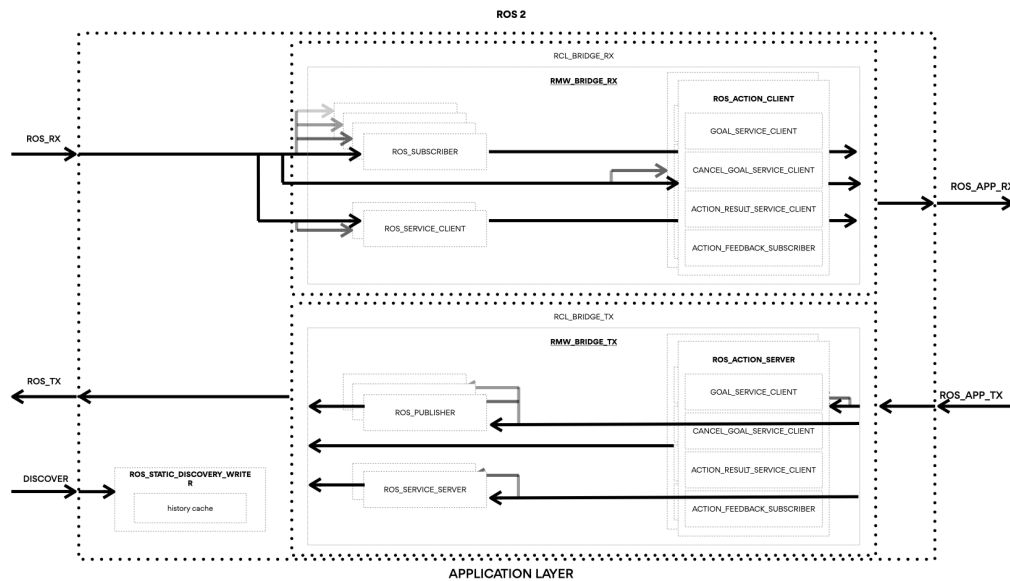 ROS 2
RCL_BRIDGE_RX
RMW_BRIDGE_RX
ROS_ACTION_CLIENT
GOAL_SERVICE_CLIENT
ROS_RX
ROS_SUBSCRIBER
CANCEL_GOAL_SERVICE_CLIENT
ROS_APP_RX
ACTION_RESULT_SERVICE_CLIENT
ROS_SERVICE_CLIENT
ACTION_FEEDBACK_SUBSCRIBER
RCL_BRIDGE_TX
RMW_BRIDGE_TX
ROS_ACTION_SERVER
ROS_TX
GOAL_SERVICE_CLIENT
ROS_APP_TX
ROS_PUBLISHER
CANCEL_GOAL_SERVICE_CLIENT
ACTION_RESULT_SERVICE_CLIENT
DISCOVER
ROS_STATIC_DISCOVERY_WRITE
R
ROS_SERVICE_SERVER
history cache
ACTION_FEEDBACK_SUBSCRIBER
APPLICATION LAYER